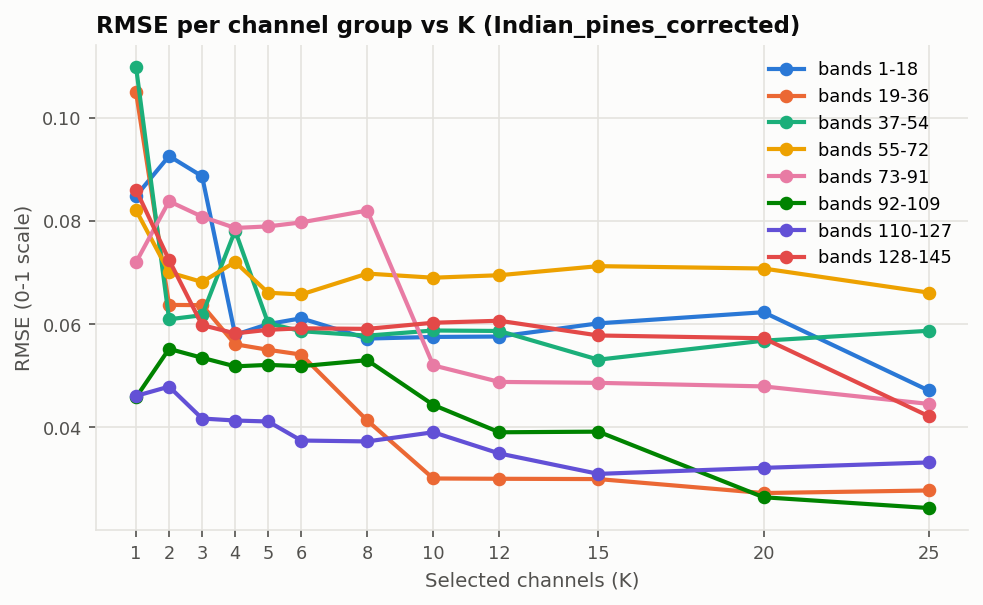 RMSE per channel group vs K (Indian_pines_corrected)
RMSE (0-1 scale)
0.10
0.08
0.06
0.04
bands 1-18
bands 19-36
bands 37-54
bands 55-72
bands 73-91
bands 92-109
bands 110-127
bands 128-145
1 2 3 4 5 6 8 10 12 15 20 25
Selected channels (K)